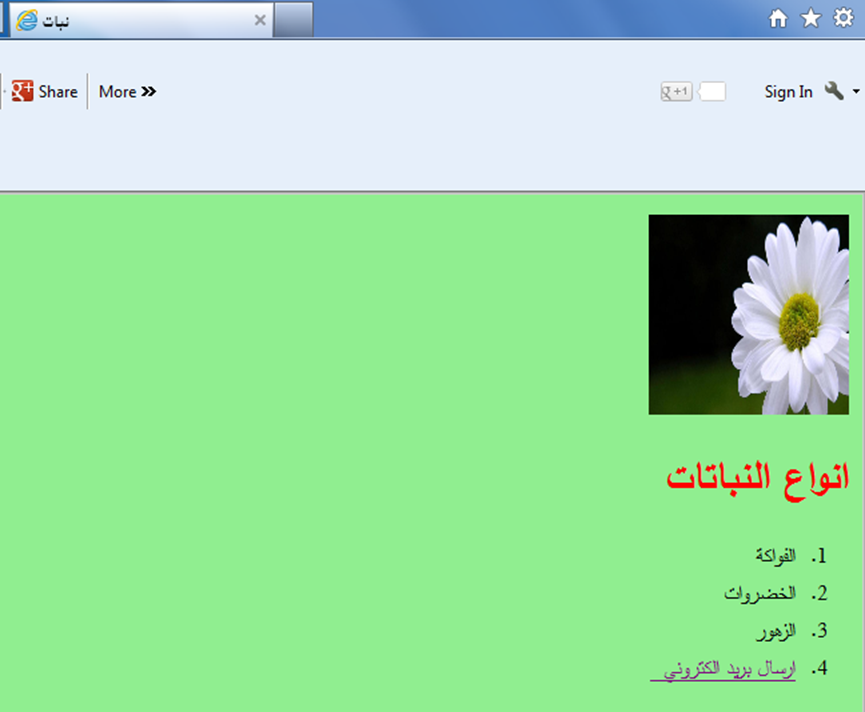 نبات
Share More
g +1 Sign In
انواع النباتات
1. الفواكة
2. الخضروات
3. الزهور
4. ارسال بريد الكتروني